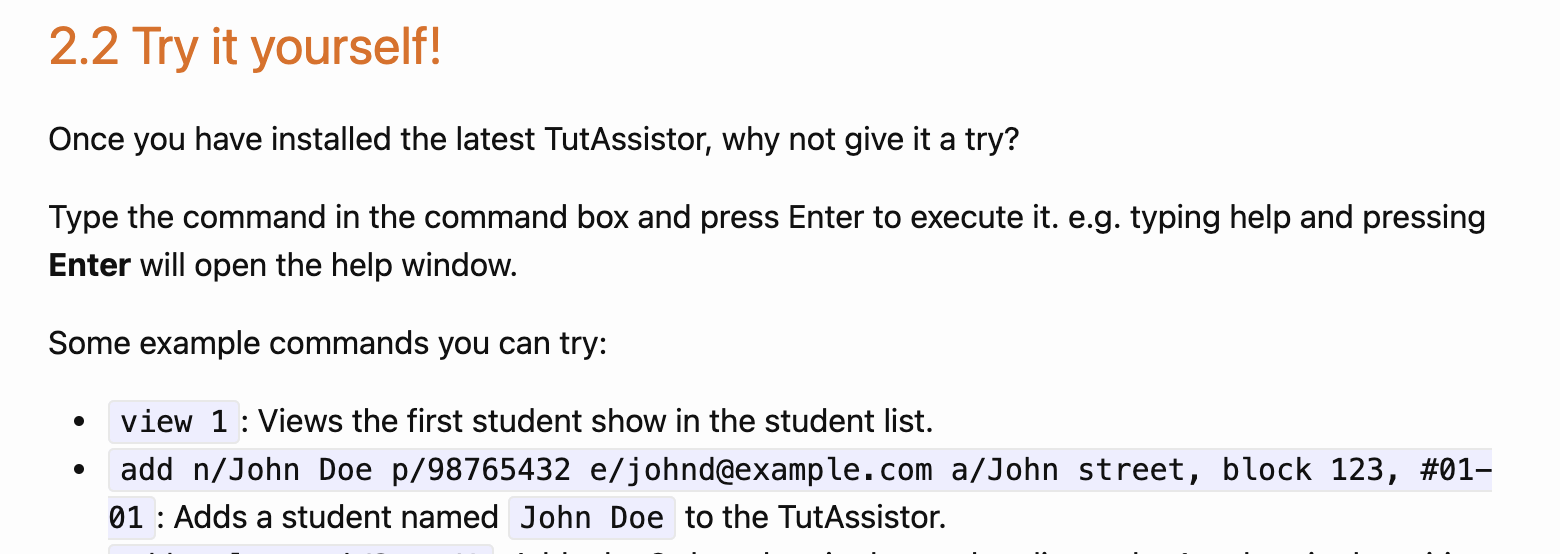 2.2 Try it yourself!
Once you have installed the latest TutAssistor, why not give it a try?
Type the command in the command box and press Enter to execute it. e.g. typing help and pressing
Enter will open the help window.
Some example commands you can try:
• view 1 : Views the first student show in the student list.
• add n/John Doe p/98765432 e/johnd@example.com a/John street, block 123, #01-
01 : Adds a student named John Doe to the TutAssistor.